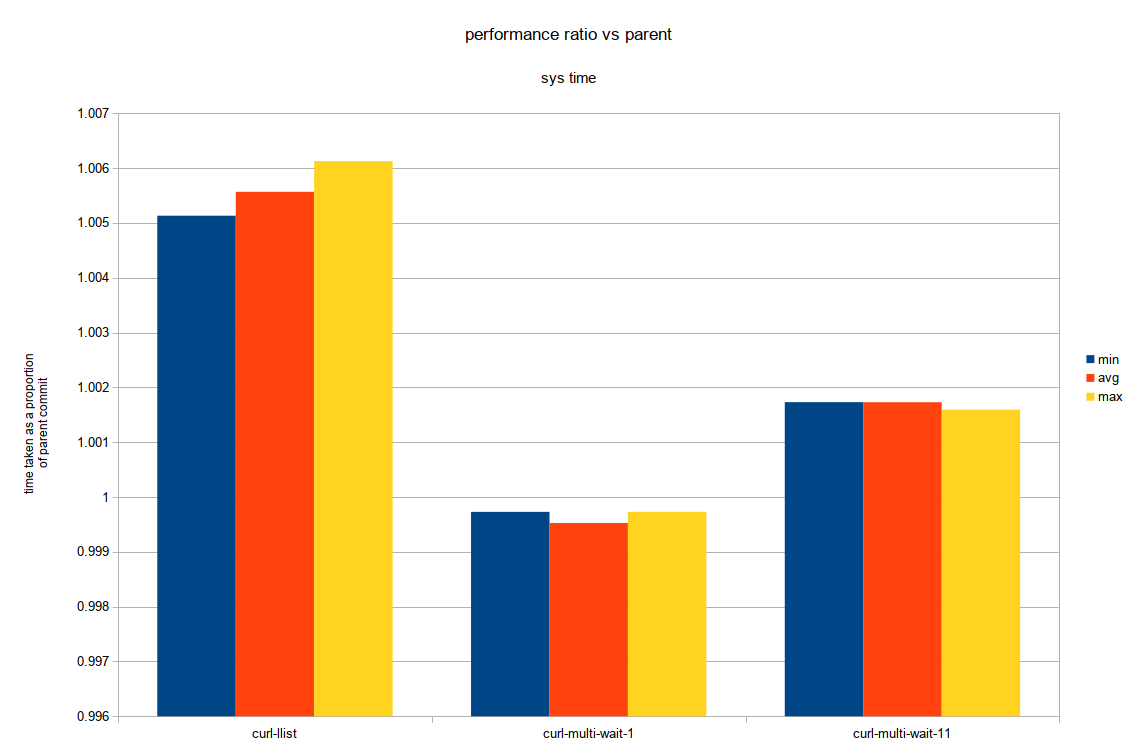 performance ratio vs parent
sys time
1.007
1.006
1.005
1.004
1.003
1.002
1.001
1
0.999
0.998
0.997
0.996
time taken as a proportion
of parent commit
curl-llist
curl-multi-wait-1
curl-multi-wait-11
min
avg
max